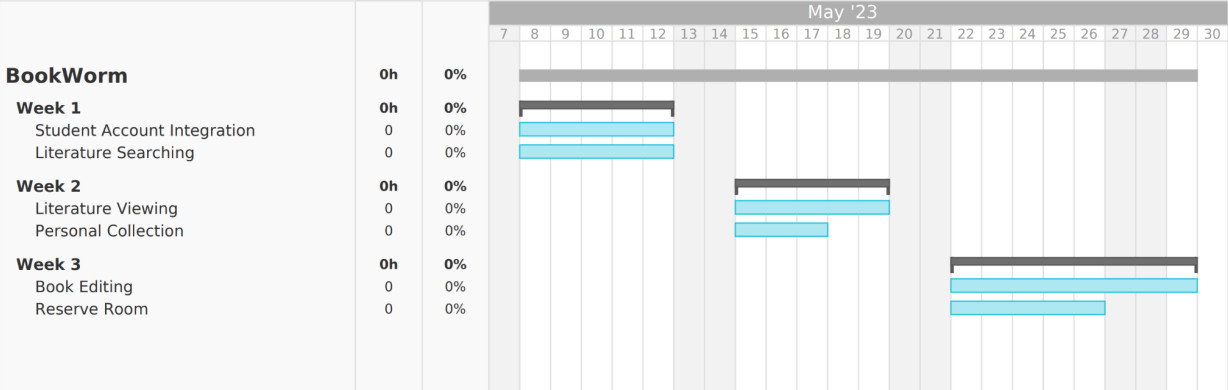 May '23
7 8 9 10 11 12 13 14 15 16 17 18 19 20 21 22 23 24 25 26 27 28 29 30
BookWorm 0h 0%
Week 1 0h 0%
Student Account Integration 0 0%
Literature Searching 0 0%
Week 2 0h 0%
Literature Viewing 0 0%
Personal Collection 0 0%
Week 3 0h 0%
Book Editing 0 0%
Reserve Room 0 0%